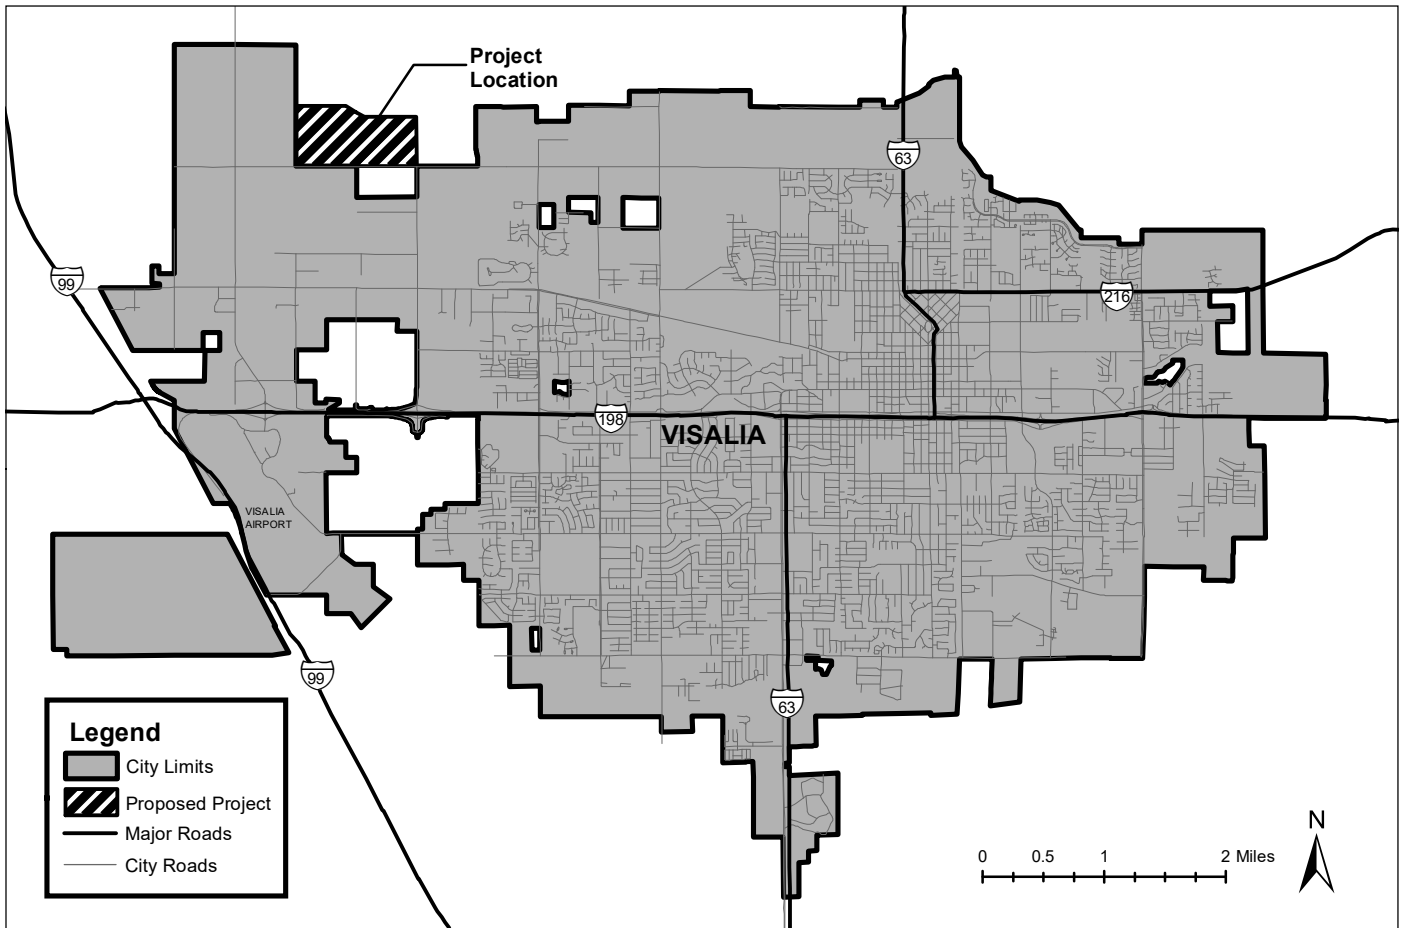 Project
Location
63
99
216
198
VISALIA
VISALIA
AIRPORT
99
63
Legend
City Limits
Proposed Project
Major Roads
City Roads
N
0 0.5 1 2 Miles